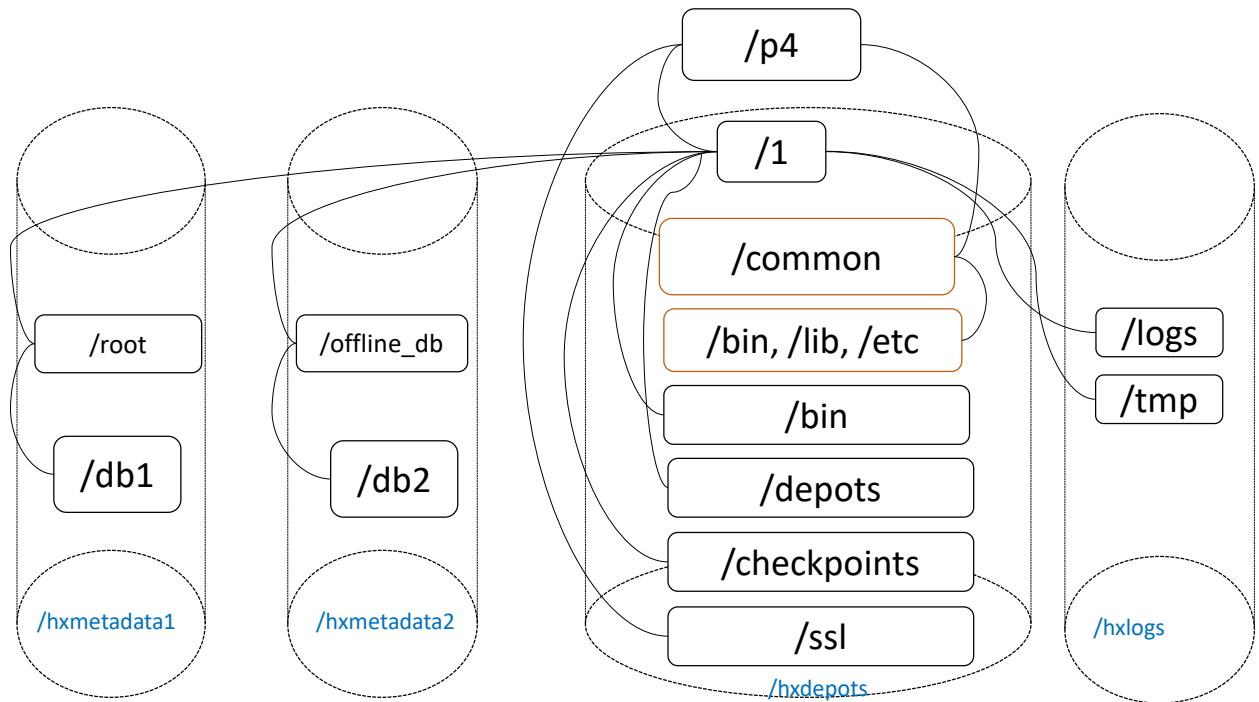 /p4
/1
/common
/bin, /lib, /etc
/bin
/depots
/checkpoints
/ssl
/root
/db1
/offline_db
/db2
/logs
/tmp
/hxmetadata1
/hxmetadata2
/hxdepots
/hxlogs